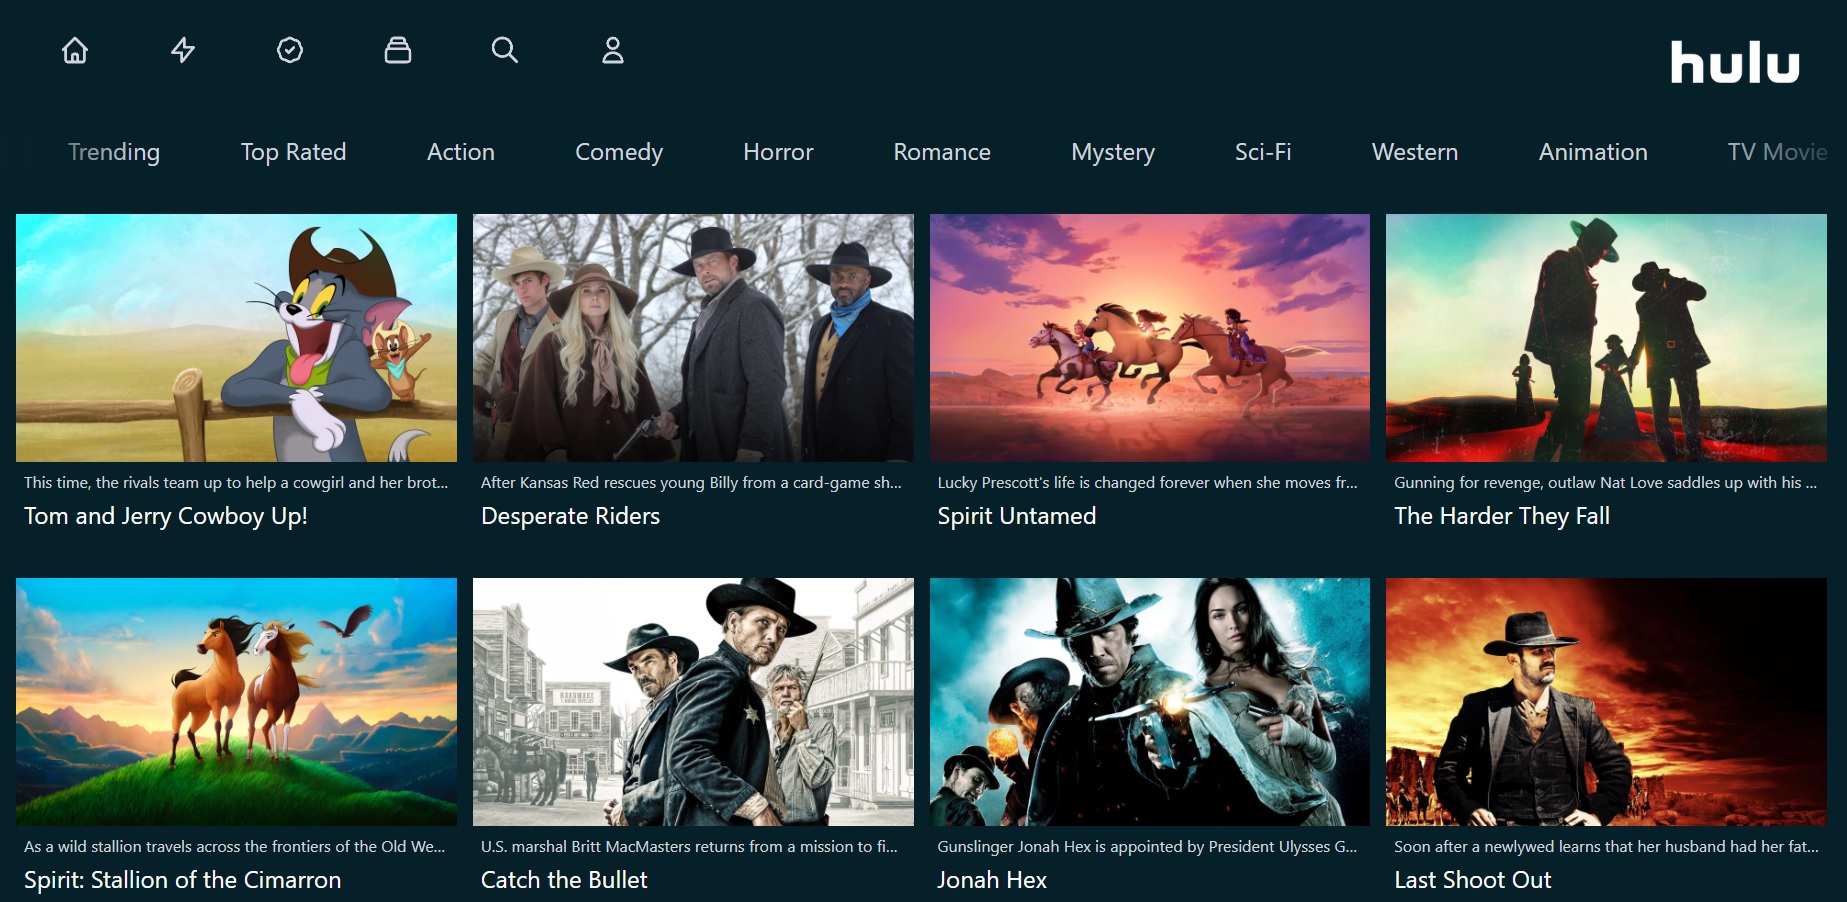 hulu
Trending
Top Rated
Action
Comedy
Horror
Romance
Mystery
Sci-Fi
Western
Animation
TV Movie
This time, the rivals team up to help a cowgirl and her brot...
Tom and Jerry Cowboy Up!
After Kansas Red rescues young Billy from a card-game sh...
Desperate Riders
Lucky Prescott's life is changed forever when she moves fr...
Spirit Untamed
Gunning for revenge, outlaw Nat Love saddles up with his ...
The Harder They Fall
HARDWARE
As a wild stallion travels across the frontiers of the Old We...
Spirit: Stallion of the Cimarron
U.S. marshal Britt MacMasters returns from a mission to fi...
Catch the Bullet
Gunslinger Jonah Hex is appointed by President Ulysses G...
Jonah Hex
Soon after a newlywed learns that her husband had her fat...
Last Shoot Out